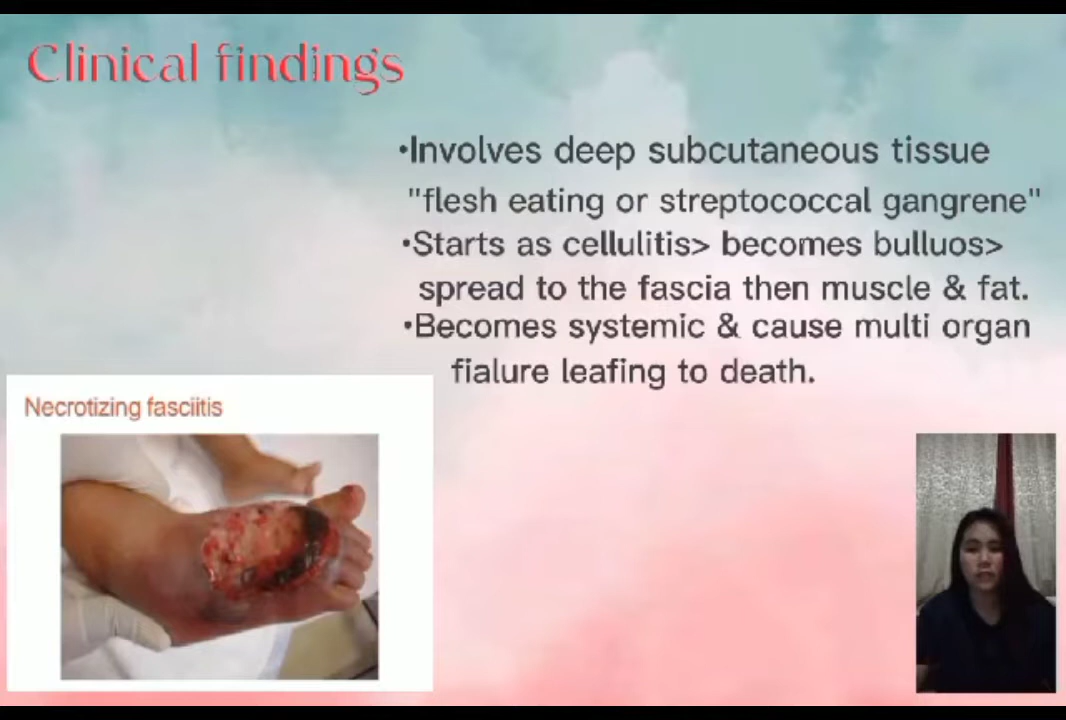 Clinical findings
•Involves deep subcutaneous tissue
"flesh eating or streptococcal gangrene"
•Starts as cellulitis> becomes bulluos>
spread to the fascia then muscle & fat.
•Becomes systemic & cause multi organ
fialure leafing to death.
Necrotizing fasciitis